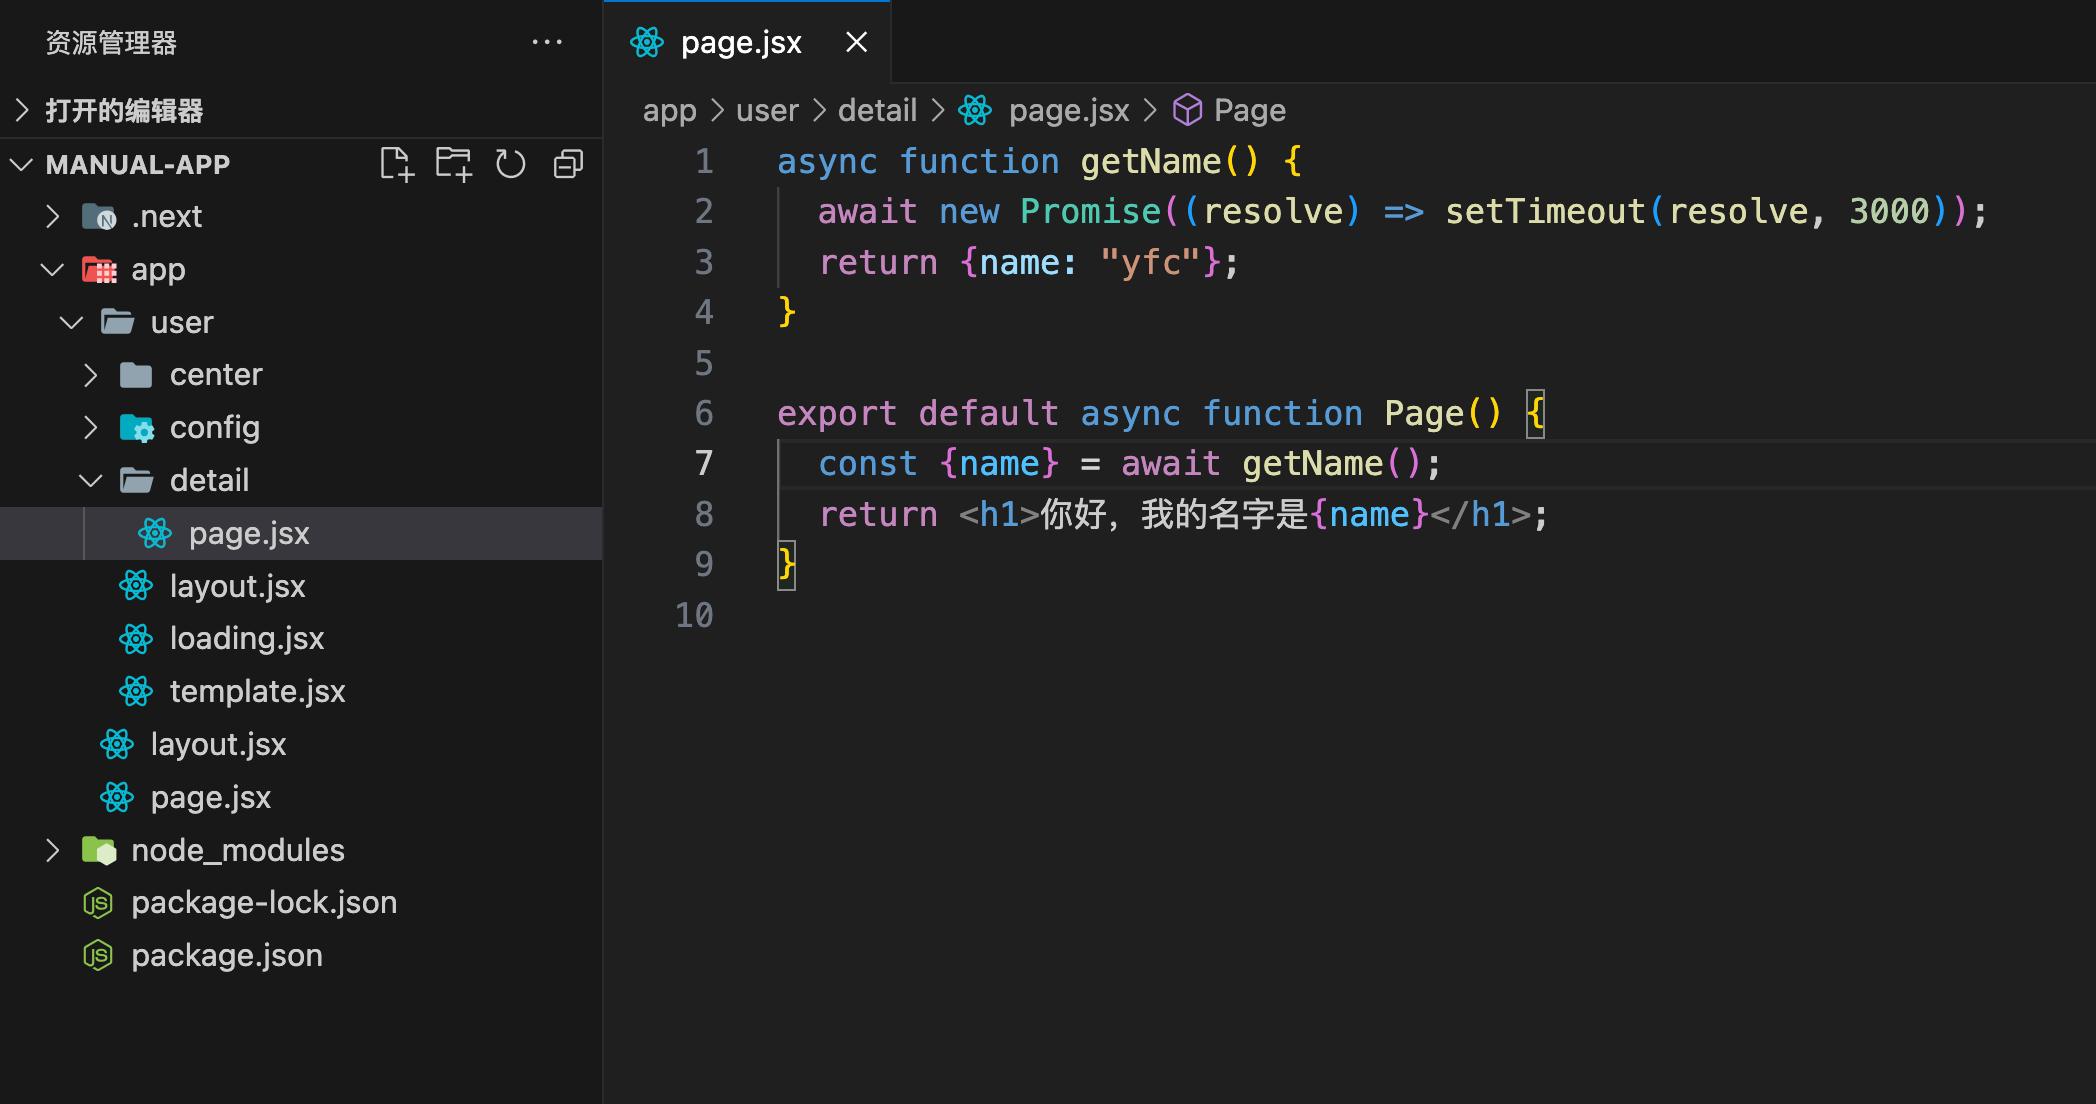 资源管理器
打开的编辑器
MANUAL-APP
.next
app
user
center
config
detail
page.jsx
layout.jsx
loading.jsx
template.jsx
layout.jsx
page.jsx
node_modules
package-lock.json
package.json
page.jsx
app > user > detail > page.jsx > Page
1 async function getName() {
2 await new Promise((resolve) => setTimeout(resolve, 3000));
3 return {name: "yfc"};
4 }
5
6 export default async function Page() {
7 const {name} = await getName();
8 return <h1>你好，我的名字是{name}</h1>;
9 }
10